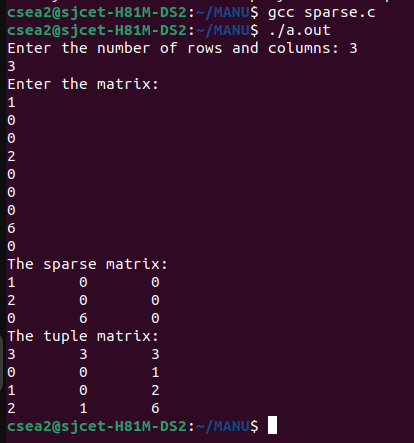 csea2@sjcet-H81M-DS2:~/MANU$ gcc sparse.c
csea2@sjcet-H81M-DS2:~/MANU$ ./a.out
Enter the number of rows and columns: 3
3
Enter the matrix:
1
0
0
2
0
0
0
6
0
The sparse matrix:
1 0 0
2 0 0
0 6 0
The tuple matrix:
3 3 3
0 0 1
1 0 2
2 1 6
csea2@sjcet-H81M-DS2:~/MANU$